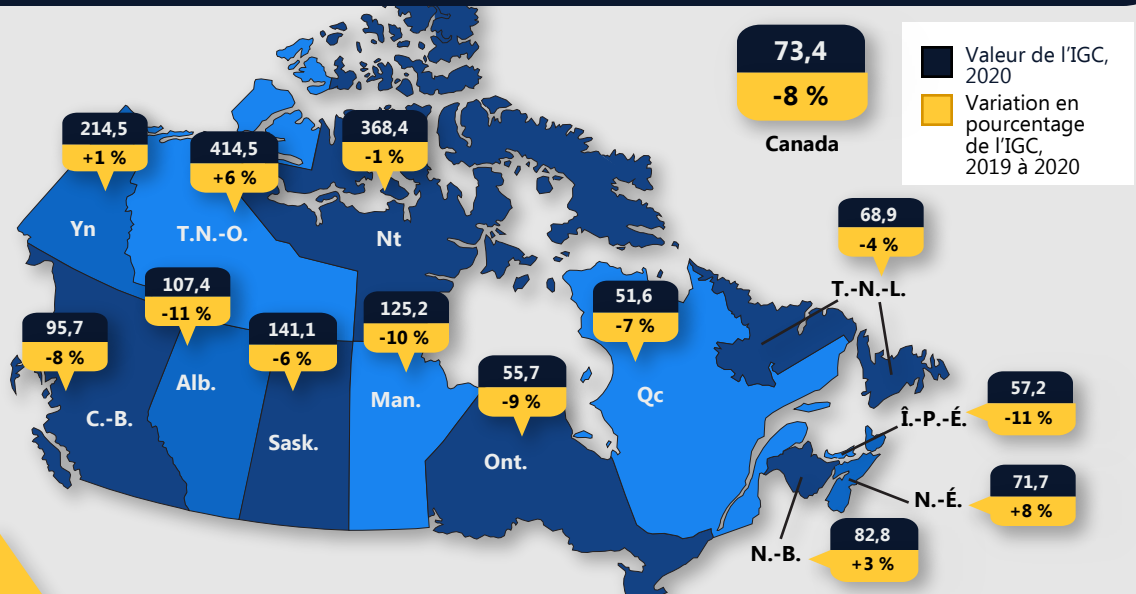 73,4
-8 %
Canada
Valeur de l’IGC,
2020
Variation en
pourcentage
de l’IGC,
2019 à 2020
214,5
+1 %
Yn
414,5
+6 %
T.N.-O.
368,4
-1 %
Nt
68,9
-4 %
T.-N.-L.
95,7
-8 %
C.-B.
107,4
-11 %
Alb.
141,1
-6 %
Sask.
125,2
-10 %
Man.
55,7
-9 %
Ont.
51,6
-7 %
Qc
57,2
-11 %
Î.-P.-É.
71,7
+8 %
N.-É.
82,8
+3 %
N.-B.